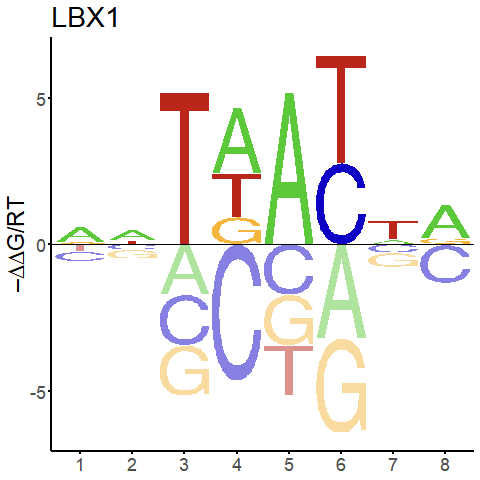 LBX1
−ΔΔG/RT
5
0
-5
A A T A A T T A
G T T C A G
T G
T C A C A C A C
C G C G G G
G T
1 2 3 4 5 6 7 8